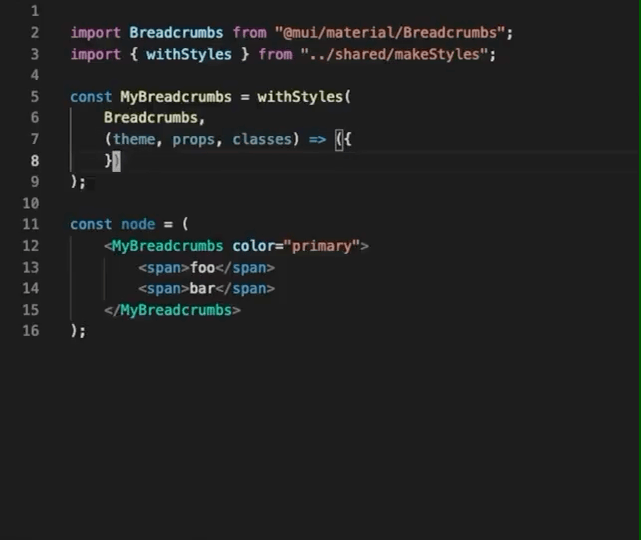 1
2 import Breadcrumbs from "@mui/material/Breadcrumbs";
3 import { withStyles } from "../shared/makeStyles";
4
5 const MyBreadcrumbs = withStyles(
6 Breadcrumbs,
7 (theme, props, classes) => ({
8 })
9 );
10
11 const node = (
12 <MyBreadcrumbs color="primary">
13 <span>foo</span>
14 <span>bar</span>
15 </MyBreadcrumbs>
16 );